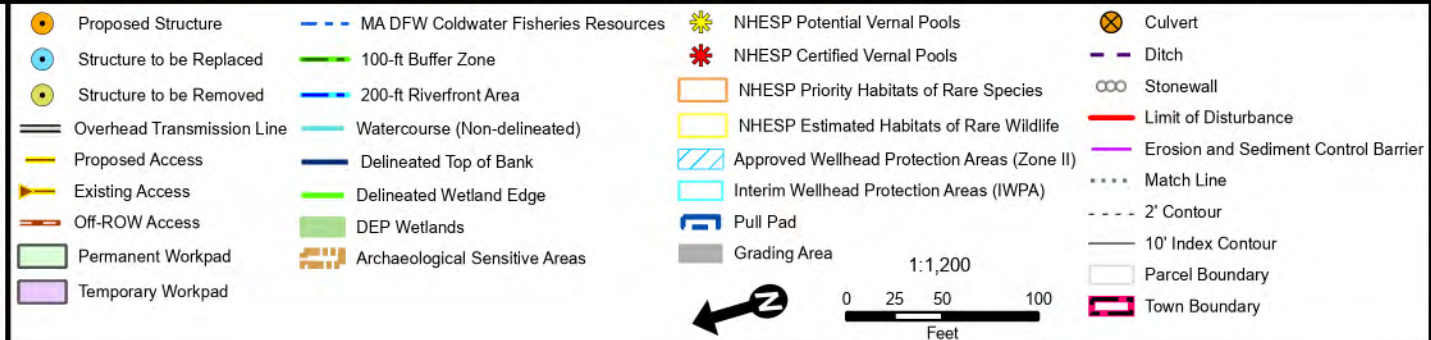 Proposed Structure
Structure to be Replaced
Structure to be Removed
Overhead Transmission Line
Proposed Access
Existing Access
Off-ROW Access
Permanent Workpad
Temporary Workpad
MA DFW Coldwater Fisheries Resources
100-ft Buffer Zone
200-ft Riverfront Area
Watercourse (Non-delineated)
Delineated Top of Bank
Delineated Wetland Edge
DEP Wetlands
Archaeological Sensitive Areas
NHESP Potential Vernal Pools
NHESP Certified Vernal Pools
NHESP Priority Habitats of Rare Species
NHESP Estimated Habitats of Rare Wildlife
Approved Wellhead Protection Areas (Zone II)
Interim Wellhead Protection Areas (IWPA)
Pull Pad
Grading Area
N
1:1,200
0 25 50 100
Feet
Culvert
Ditch
Stonewall
Limit of Disturbance
Erosion and Sediment Control Barrier
Match Line
2' Contour
10' Index Contour
Parcel Boundary
Town Boundary